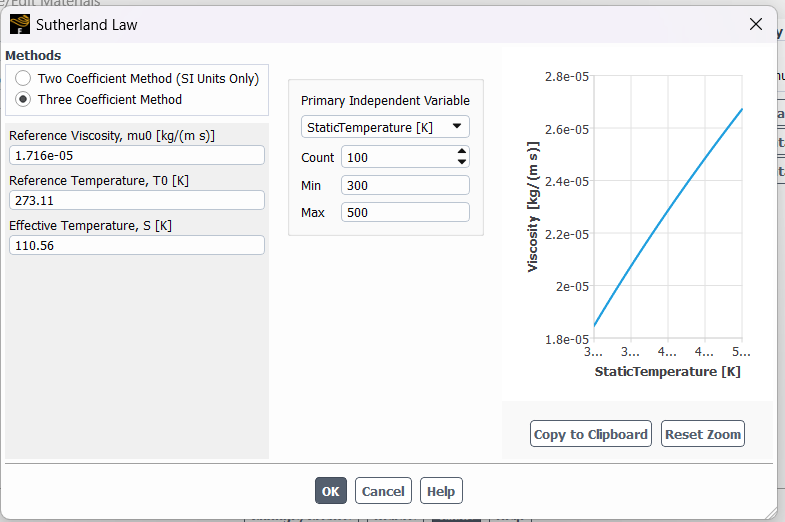 /Edit Materials
Sutherland Law
Methods
Two Coefficient Method (SI Units Only)
Three Coefficient Method
Reference Viscosity, mu0 [kg/(m s)]
1.716e-05
Reference Temperature, T0 [K]
273.11
Effective Temperature, S [K]
110.56
Primary Independent Variable
StaticTemperature [K]
Count 100
Min 300
Max 500
Viscosity [kg/(m s)]
2.8e-05
2.6e-05
2.4e-05
2.2e-05
2e-05
1.8e-05
3... 3... 4... 4... 5...
StaticTemperature [K]
Copy to Clipboard Reset Zoom
OK Cancel Help